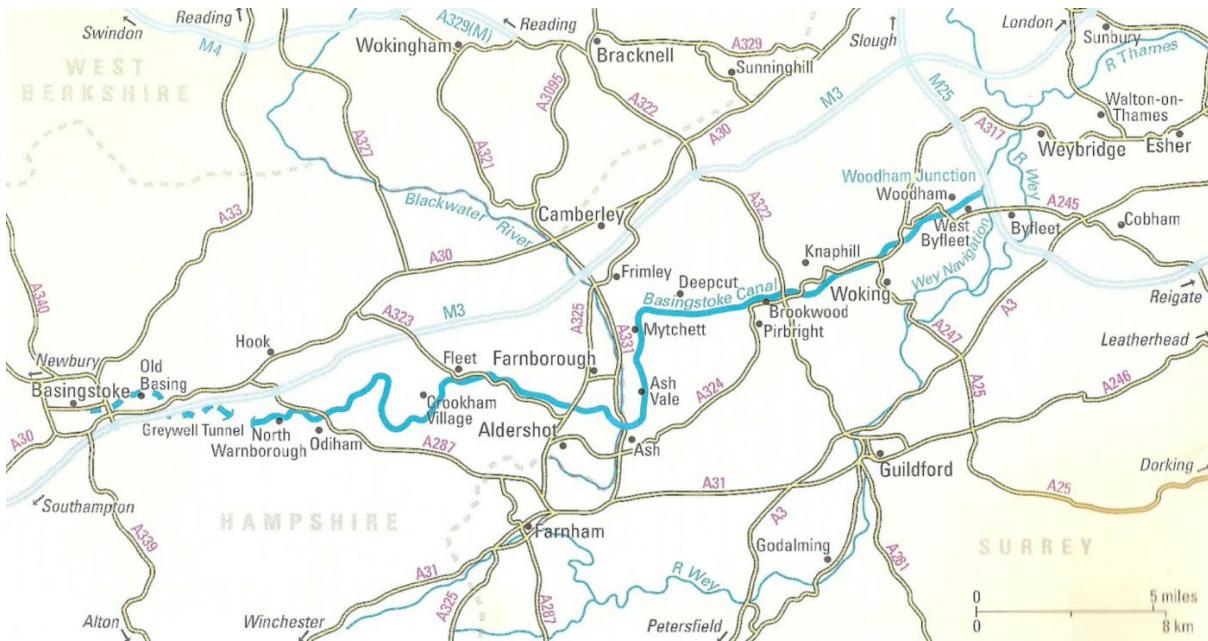 Reading
Swindon
M4
A329(M)
Reading
Wokingham
Bracknell
A329
Slough
London
Sunbury
R Thames
WEST
BERKSHIRE
Sunninghill
A3095
A322
M3
M25
Walton-on-
Thames
A30
A317
Weybridge
Esher
A327
A321
R Wey
Woodham Junction
Woodham
A33
Blackwater
River
Camberley
A322
West
Byfleet
Byfleet
A245
Cobham
A30
Knaphill
Wey Navigation
Frimley
Deepcut
Basingstoke Canal
Woking
Reigate
A340
A323
M3
A325
A331
Mytchett
Brookwood
Pirbright
A3
A247
Hook
Newbury
Old
Basing
Basingstoke
Fleet
Farnborough
Leatherhead
Ash
Vale
A324
A25
A246
Crookham
Village
Greywell Tunnel
North
Warnborough
Odiham
A30
A287
Aldershot
Ash
Guildford
Dorking
Southampton
A31
A25
HAMPSHIRE
Farnham
A3
SURREY
A339
Godalming
A281
A31
R Wey
A325
A287
Alton
Winchester
Petersfield
0
5 miles
0
8 km